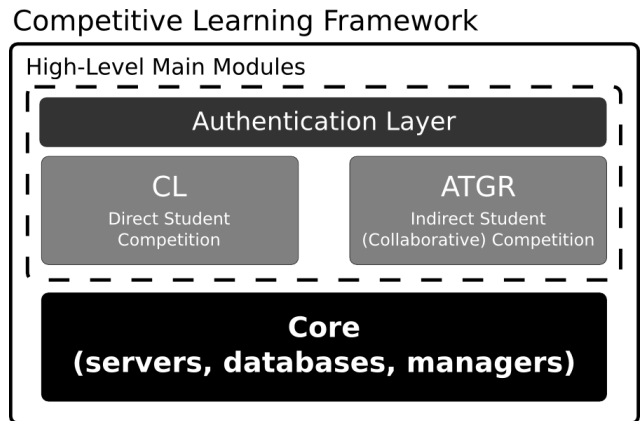 Competitive Learning Framework
High-Level Main Modules
Authentication Layer
CL
Direct Student
Competition
ATGR
Indirect Student
(Collaborative) Competition
Core
(servers, databases, managers)